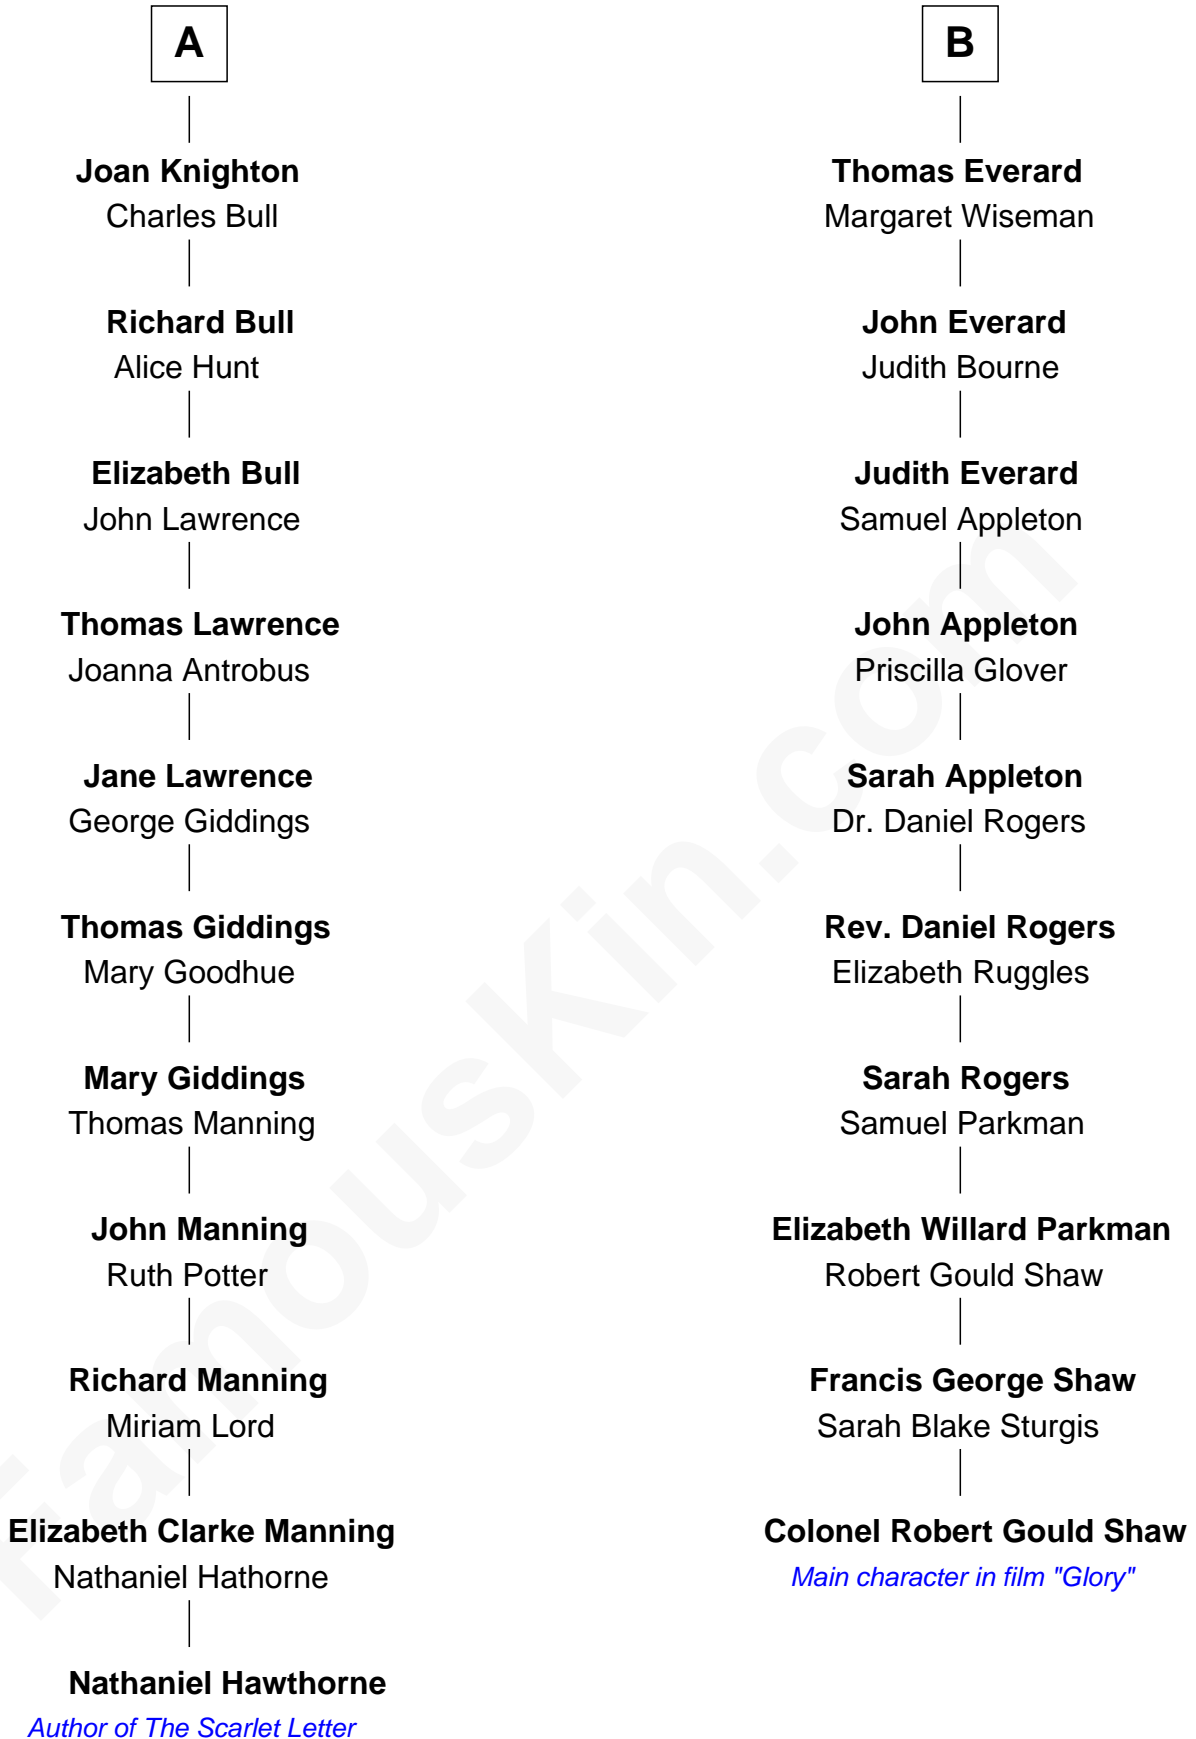 A
Joan Knighton
Charles Bull
Richard Bull
Alice Hunt
Elizabeth Bull
John Lawrence
Thomas Lawrence
Joanna Antrobus
Jane Lawrence
George Giddings
Thomas Giddings
Mary Goodhue
Mary Giddings
Thomas Manning
John Manning
Ruth Potter
Richard Manning
Miriam Lord
Elizabeth Clarke Manning
Nathaniel Hathorne
Nathaniel Hawthorne
Author of The Scarlet Letter
B
Thomas Everard
Margaret Wiseman
John Everard
Judith Bourne
Judith Everard
Samuel Appleton
John Appleton
Priscilla Glover
Sarah Appleton
Dr. Daniel Rogers
Rev. Daniel Rogers
Elizabeth Ruggles
Sarah Rogers
Samuel Parkman
Elizabeth Willard Parkman
Robert Gould Shaw
Francis George Shaw
Sarah Blake Sturgis
Colonel Robert Gould Shaw
Main character in film "Glory"
FamousKin.com